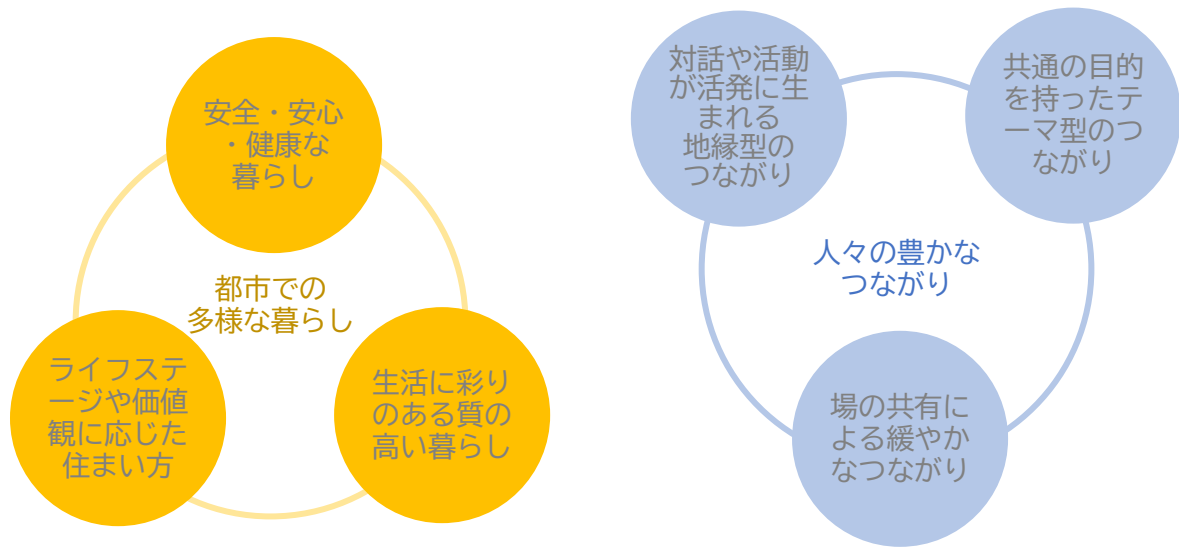 安全・安心
・健康な
暮らし
都市での
多様な暮らし
ライフステ
ージや価値
観に応じた
住まい方
生活に彩り
のある質の
高い暮らし
対話や活動
が活発に生
まれる
地縁型の
つながり
共通の目的
を持ったテ
ーマ型のつ
ながり
人々の豊かな
つながり
場の共有に
よる緩やか
なつながり